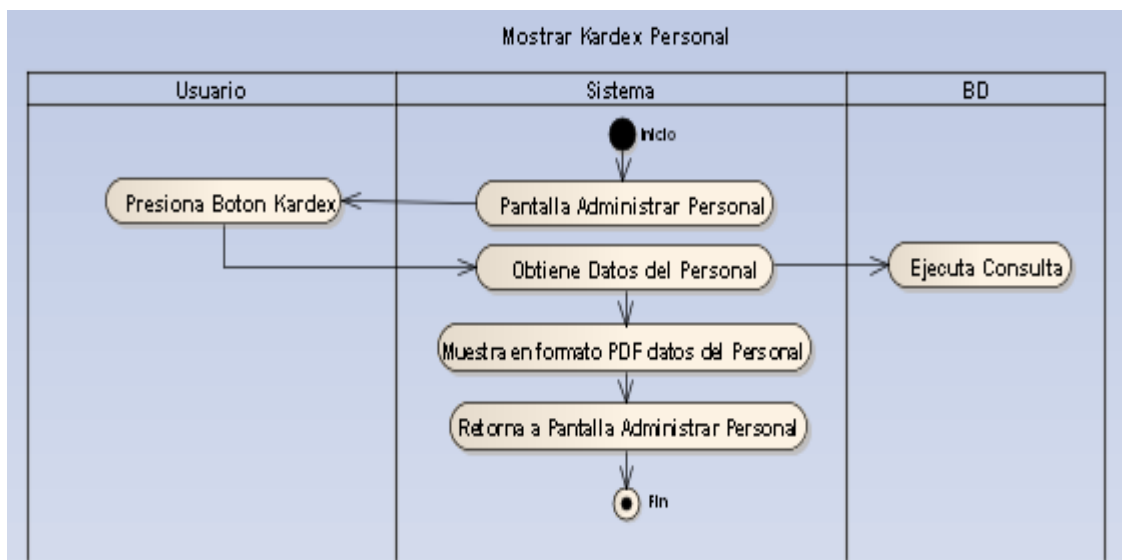 Mostrar Kardex Personal
Usuario
Sistema
BD
Inicio
Presiona Boton Kardex
Pantalla Administrar Personal
Obtiene Datos del Personal
Ejecuta Consulta
Muestra en formato PDF datos del Personal
Retorna a Pantalla Administrar Personal
Fin